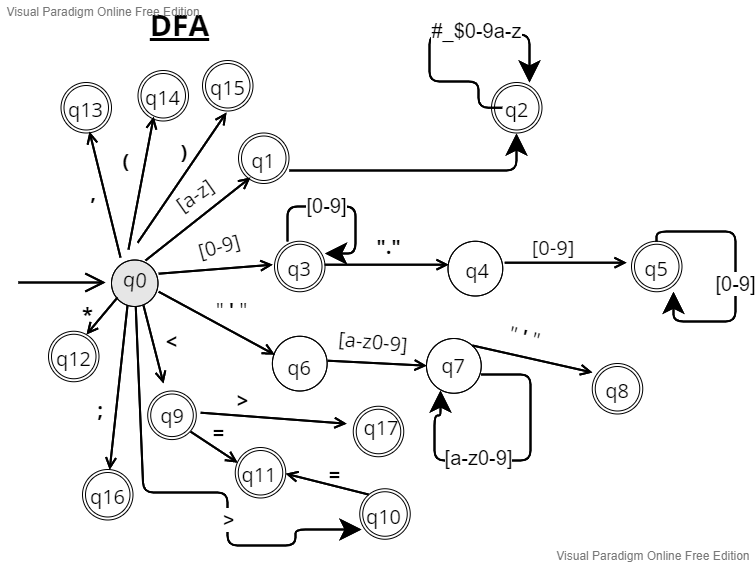 Visual Paradigm Online Free Edition
DFA
#_$0-9a-z
q15
q14
q13
q2
(
)
q1
[a-z]
,
[0-9]
[0-9]
"."
[0-9]
q3
q4
q5
q0
[0-9]
" ' "
*
<
[a-z0-9]
" ' "
q12
q6
q7
q8
>
;
q9
=
q17
[a-z0-9]
q11
=
q16
>
q10
Visual Paradigm Online Free Edition